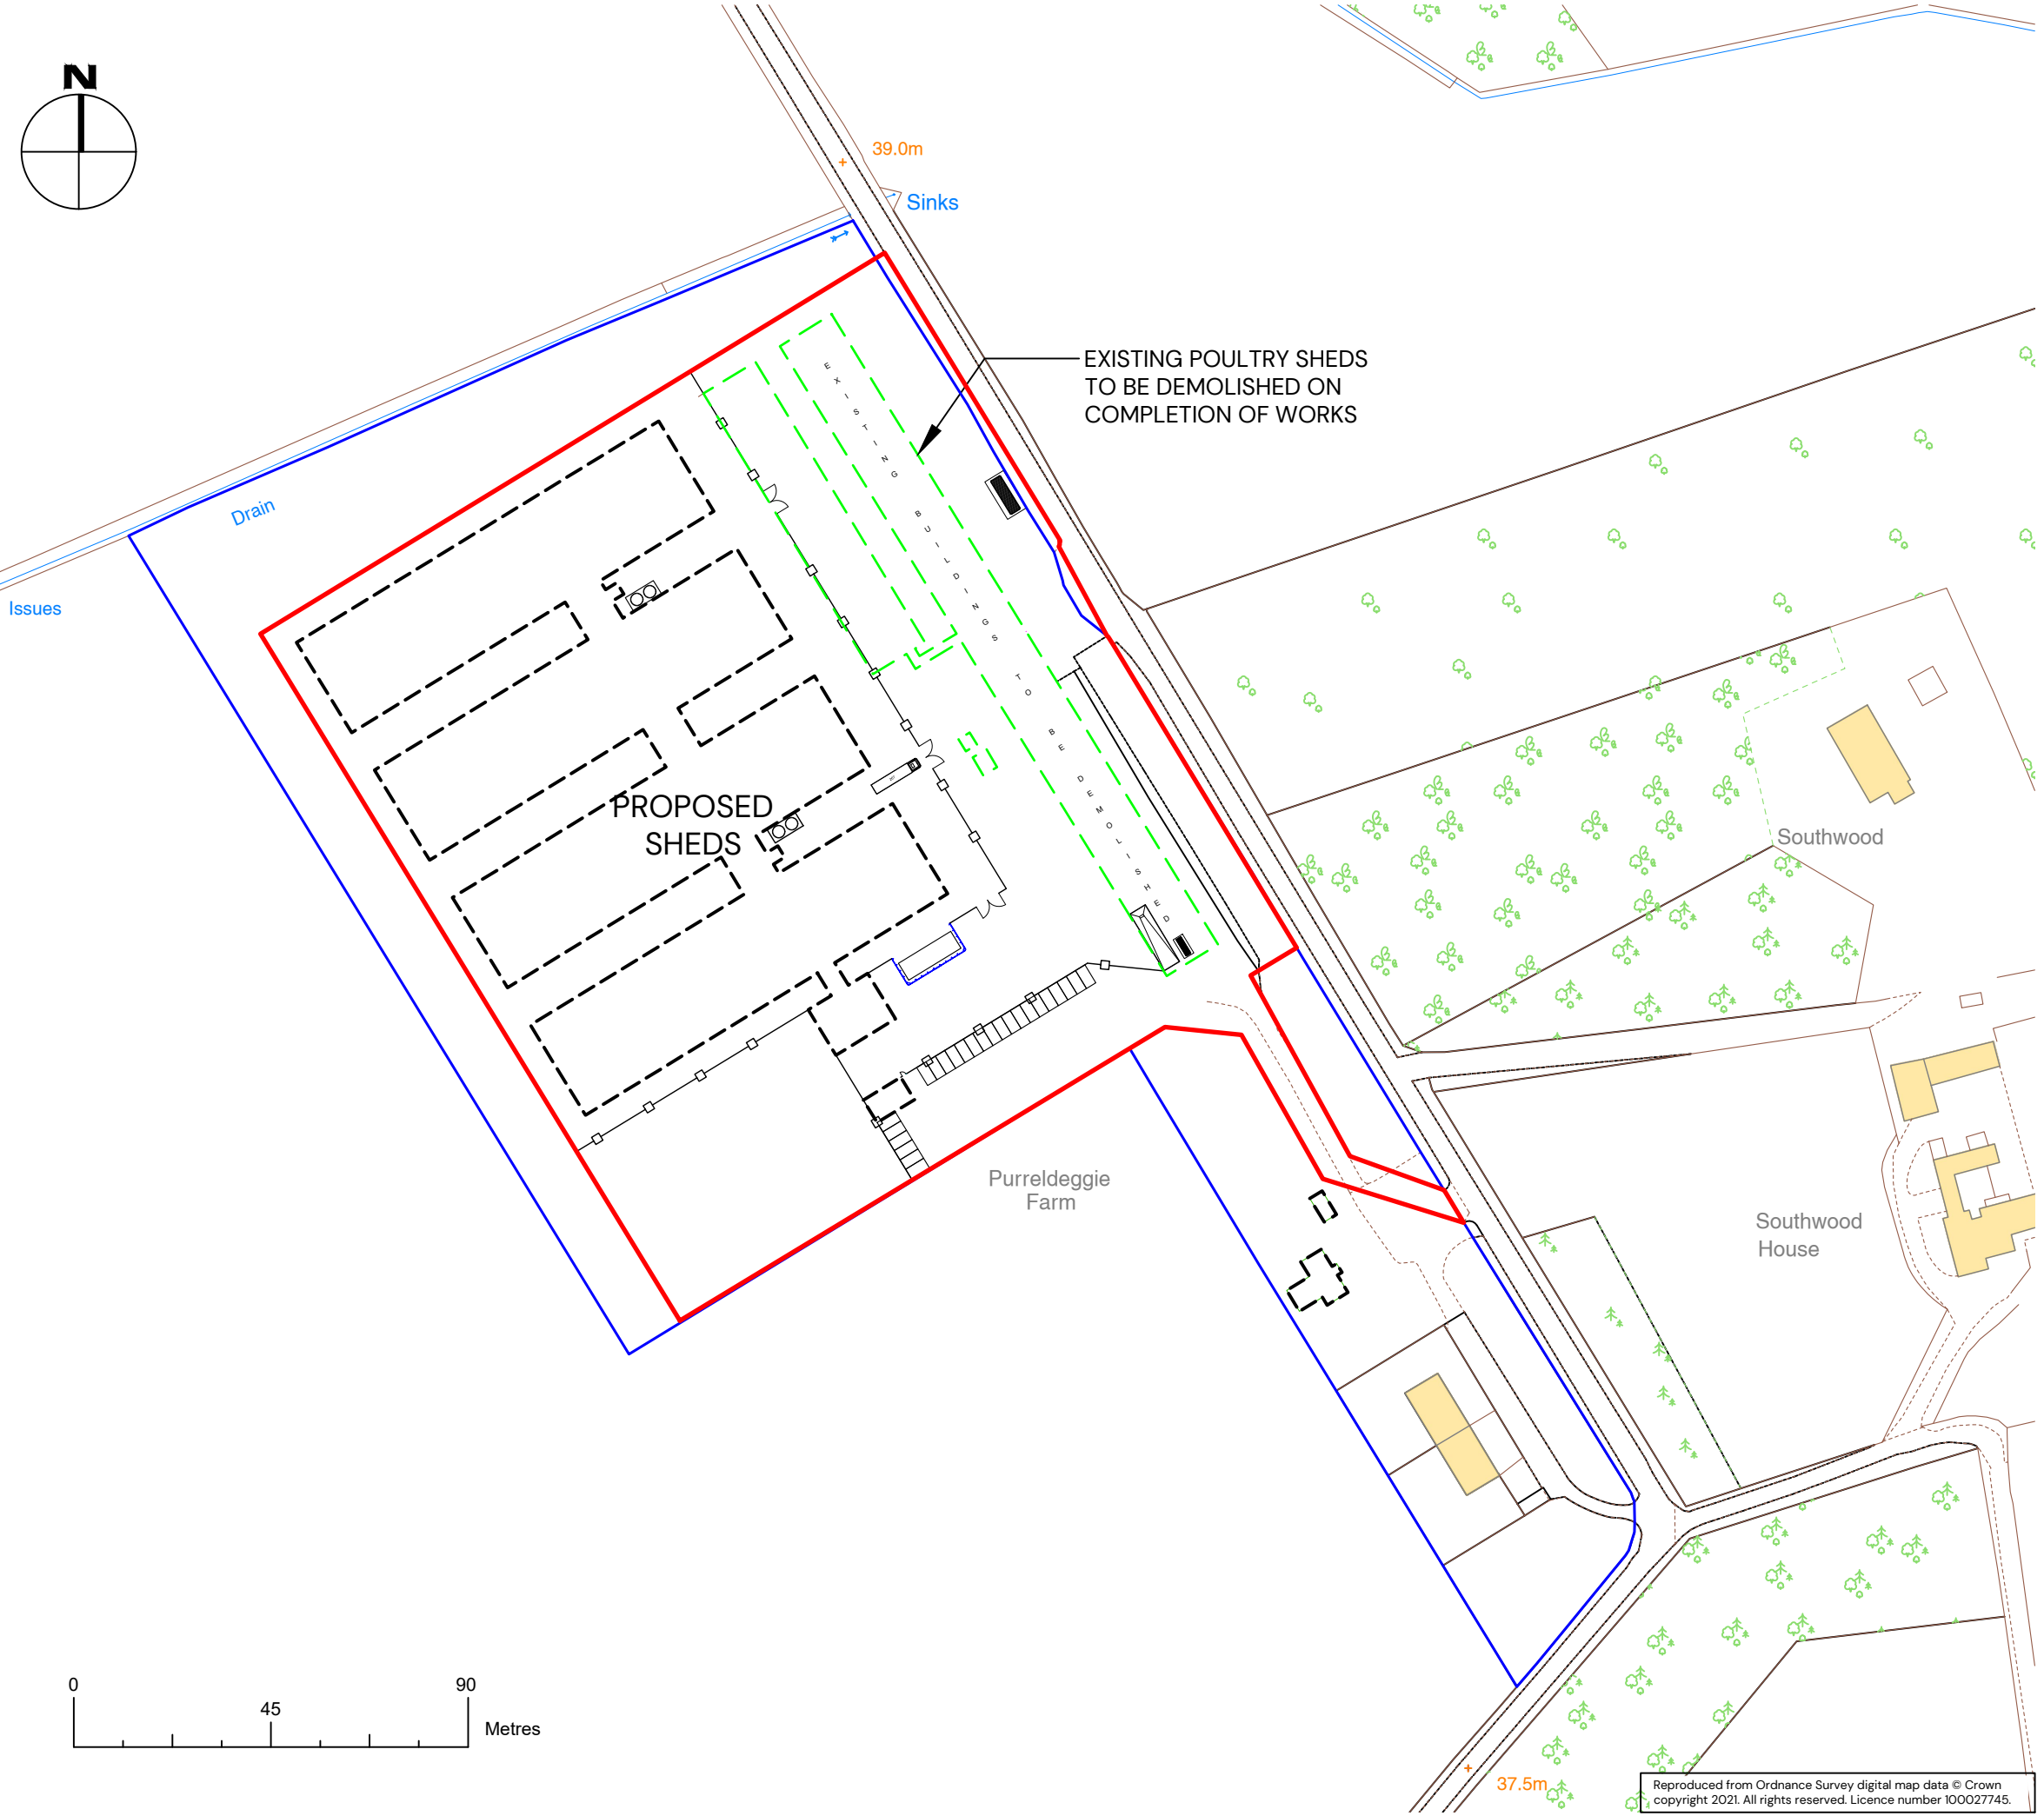 N
39.0m
Sinks
EXISTING POULTRY SHEDS
TO BE DEMOLISHED ON
COMPLETION OF WORKS
EXISTING BUILDINGS TO BE DEMOLISHED
Drain
Issues
PROPOSED
SHEDS
Southwood
Purreldeggie
Farm
Southwood
House
0
45
90
Metres
37.5m
Reproduced from Ordnance Survey digital map data © Crown
copyright 2021. All rights reserved. Licence number 100027745.